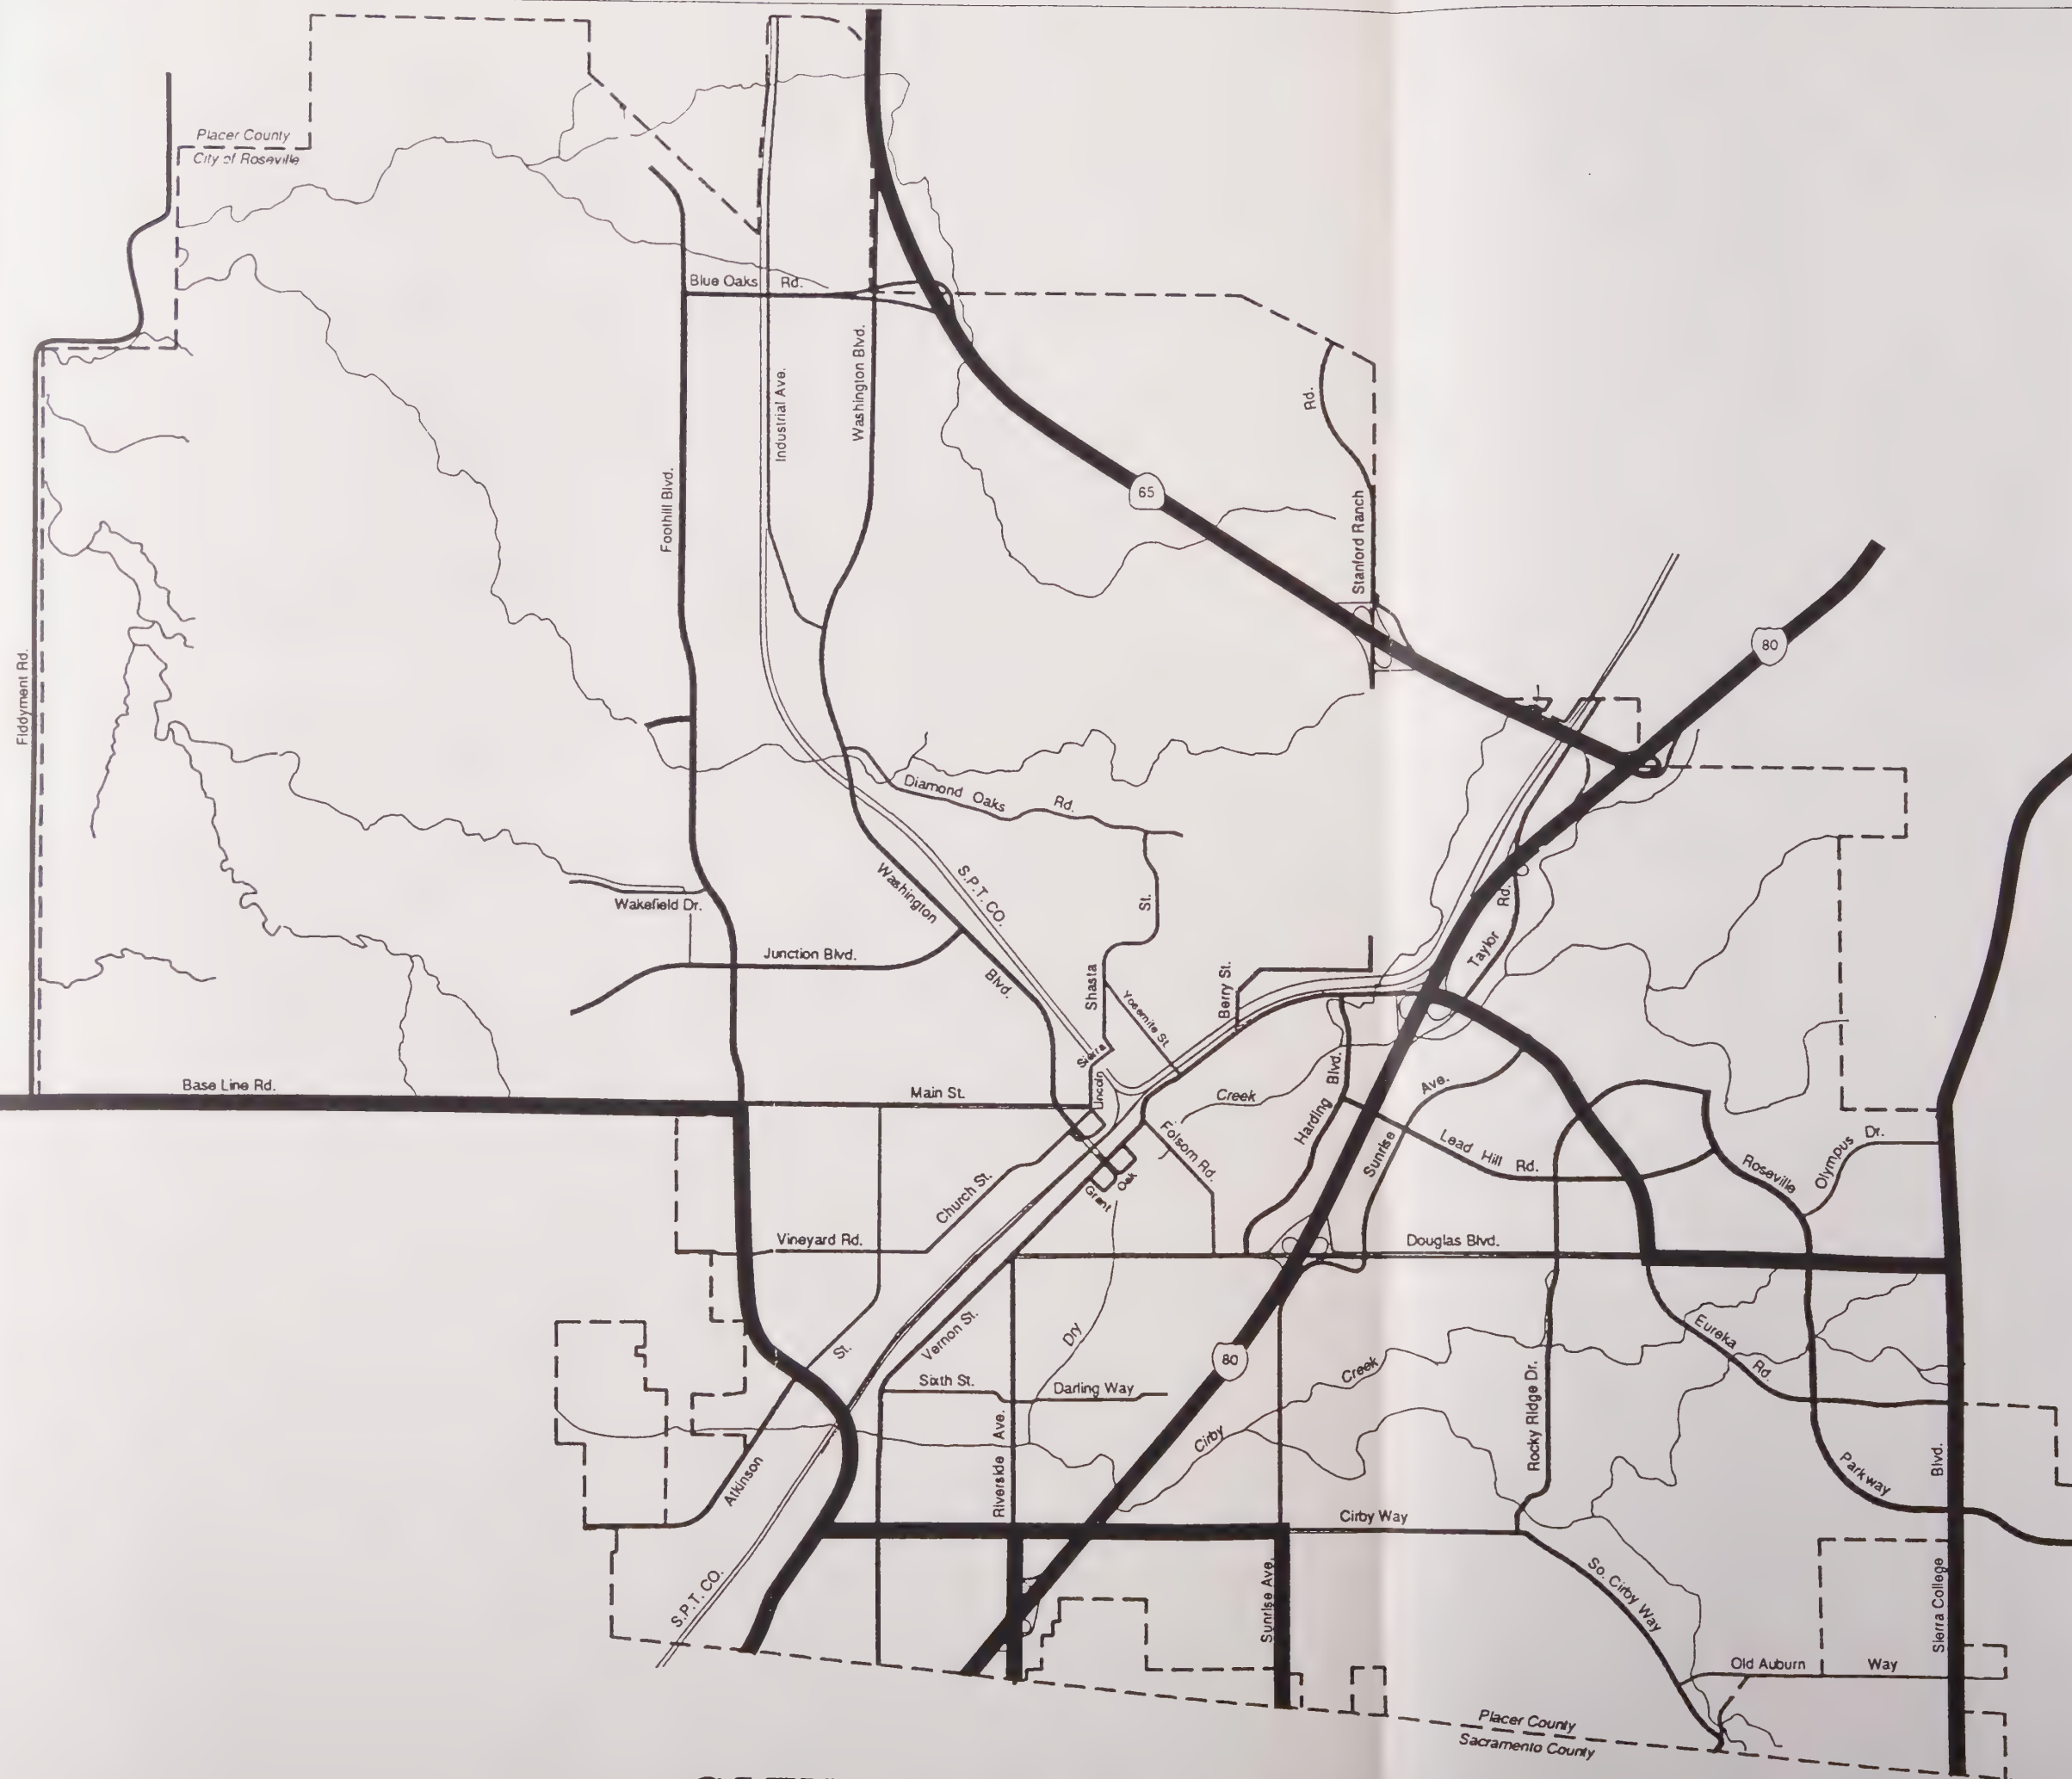 Placer County
City of Roseville
Blue Oaks Rd.
Industrial Ave.
Washington Blvd.
Foothill Blvd.
Rd.
Stanford Ranch
65
80
Fiddyment Rd.
Diamond Oaks Rd.
S.P.T. CO.
Washington
Blvd.
Wakefield Dr.
Junction Blvd.
St.
Shasta
Yosemite St.
Berry St.
Rd.
Taylor
Sierra
Lincoln
Base Line Rd.
Main St.
Creek
Harding
Blvd.
Ave.
Sunrise
Lead Hill Rd.
Folsom Rd.
Roseville
Olympus
Dr.
Church St.
Grant
Oak
Vineyard Rd.
Douglas Blvd.
Vernon St.
St.
Dry
Sixth St.
Darling Way
80
Creek
Cirby
Rocky Ridge Dr.
Eureka
Rd.
Riverside Ave.
Atkinson
Blvd.
Parkway
Cirby Way
S.P.T. CO.
Sunrise Ave.
So. Cirby Way
Sierra College
Old Auburn Way
Placer County
Sacramento County